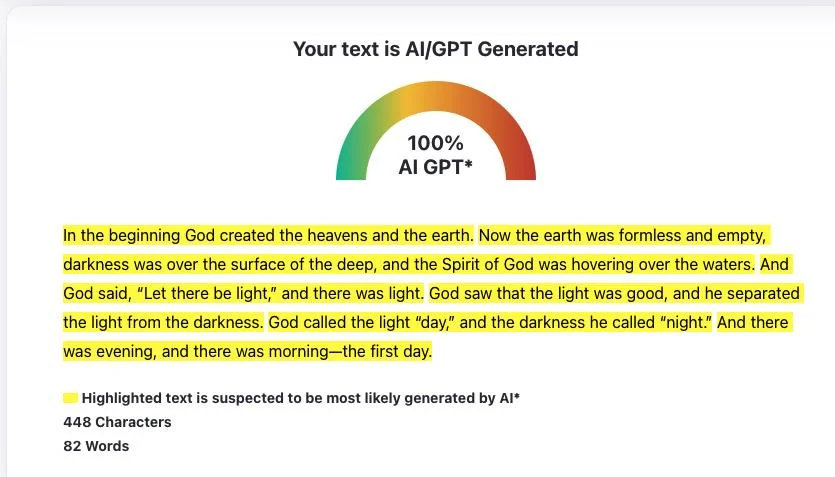 Your text is AI/GPT Generated
100%
AI GPT*
In the beginning God created the heavens and the earth. Now the earth was formless and empty,
darkness was over the surface of the deep, and the Spirit of God was hovering over the waters. And
God said, “Let there be light,” and there was light. God saw that the light was good, and he separated
the light from the darkness. God called the light “day,” and the darkness he called “night.” And there
was evening, and there was morning—the first day.
Highlighted text is suspected to be most likely generated by AI*
448 Characters
82 Words